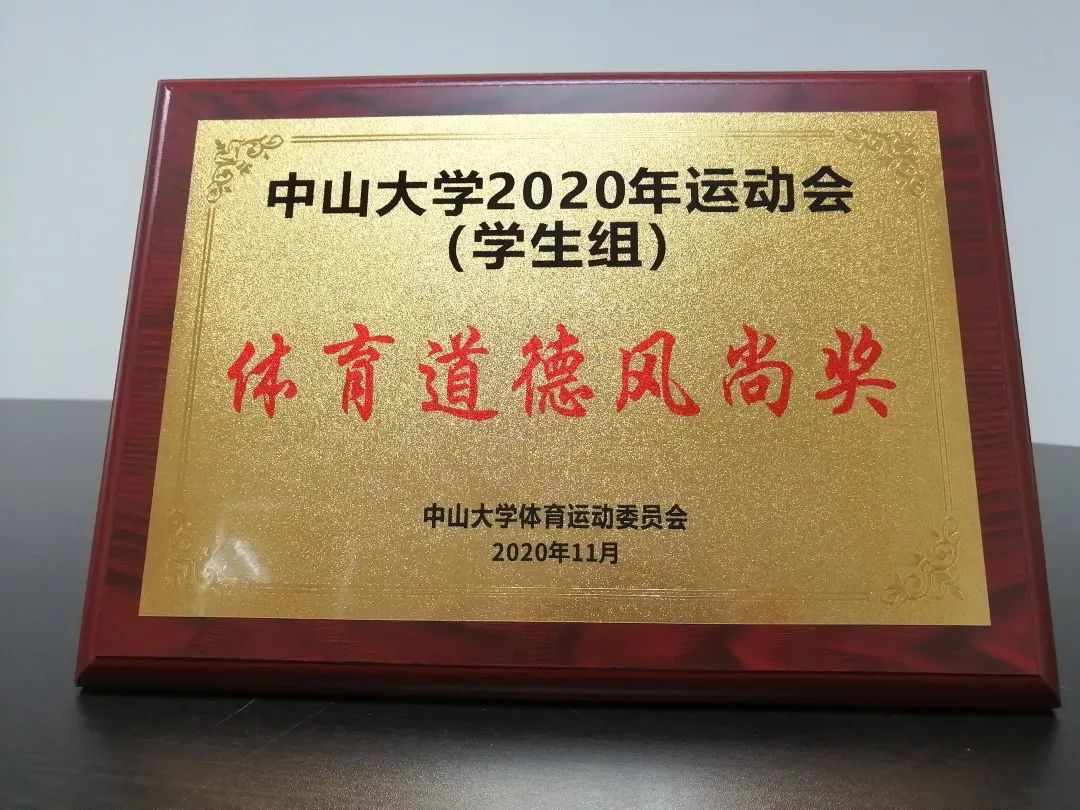 中山大学2020年运动会
（学生组）
体育道德风尚奖
中山大学体育运动委员会
2020年11月